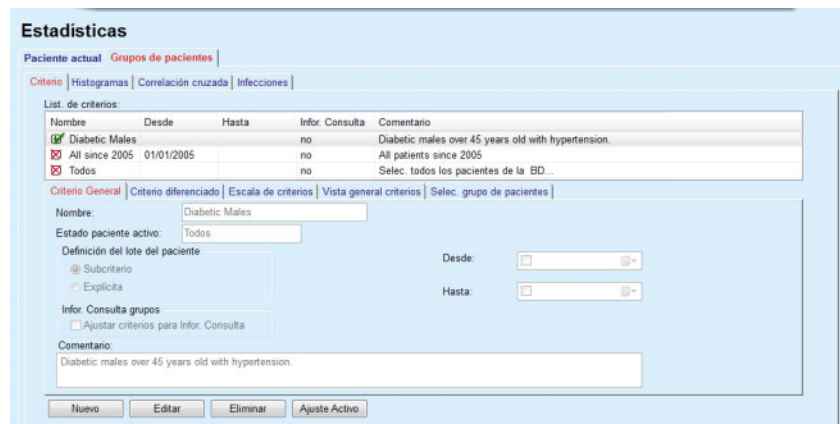 Estadísticas
Paciente actual Grupos de pacientes
Criterio Histogramas Correlación cruzada Infecciones
List. de criterios:
Nombre Desde Hasta Infor. Consulta Comentario
Diabetic Males no Diabetic males over 45 years old with hypertension.
All since 2005 01/01/2005 no All patients since 2005
Todos no Selec. todos los pacientes de la BD...
Criterio General Criterio diferenciado Escala de criterios Vista general criterios Selec. grupo de pacientes
Nombre: Diabetic Males
Estado paciente activo: Todos
Definición del lote del paciente
Desde:
Subcriterio
Explícita
Hasta:
Infor. Consulta grupos
Ajustar criterios para Infor. Consulta
Comentario:
Diabetic males over 45 years old with hypertension.
Nuevo Editar Eliminar Ajuste Activo